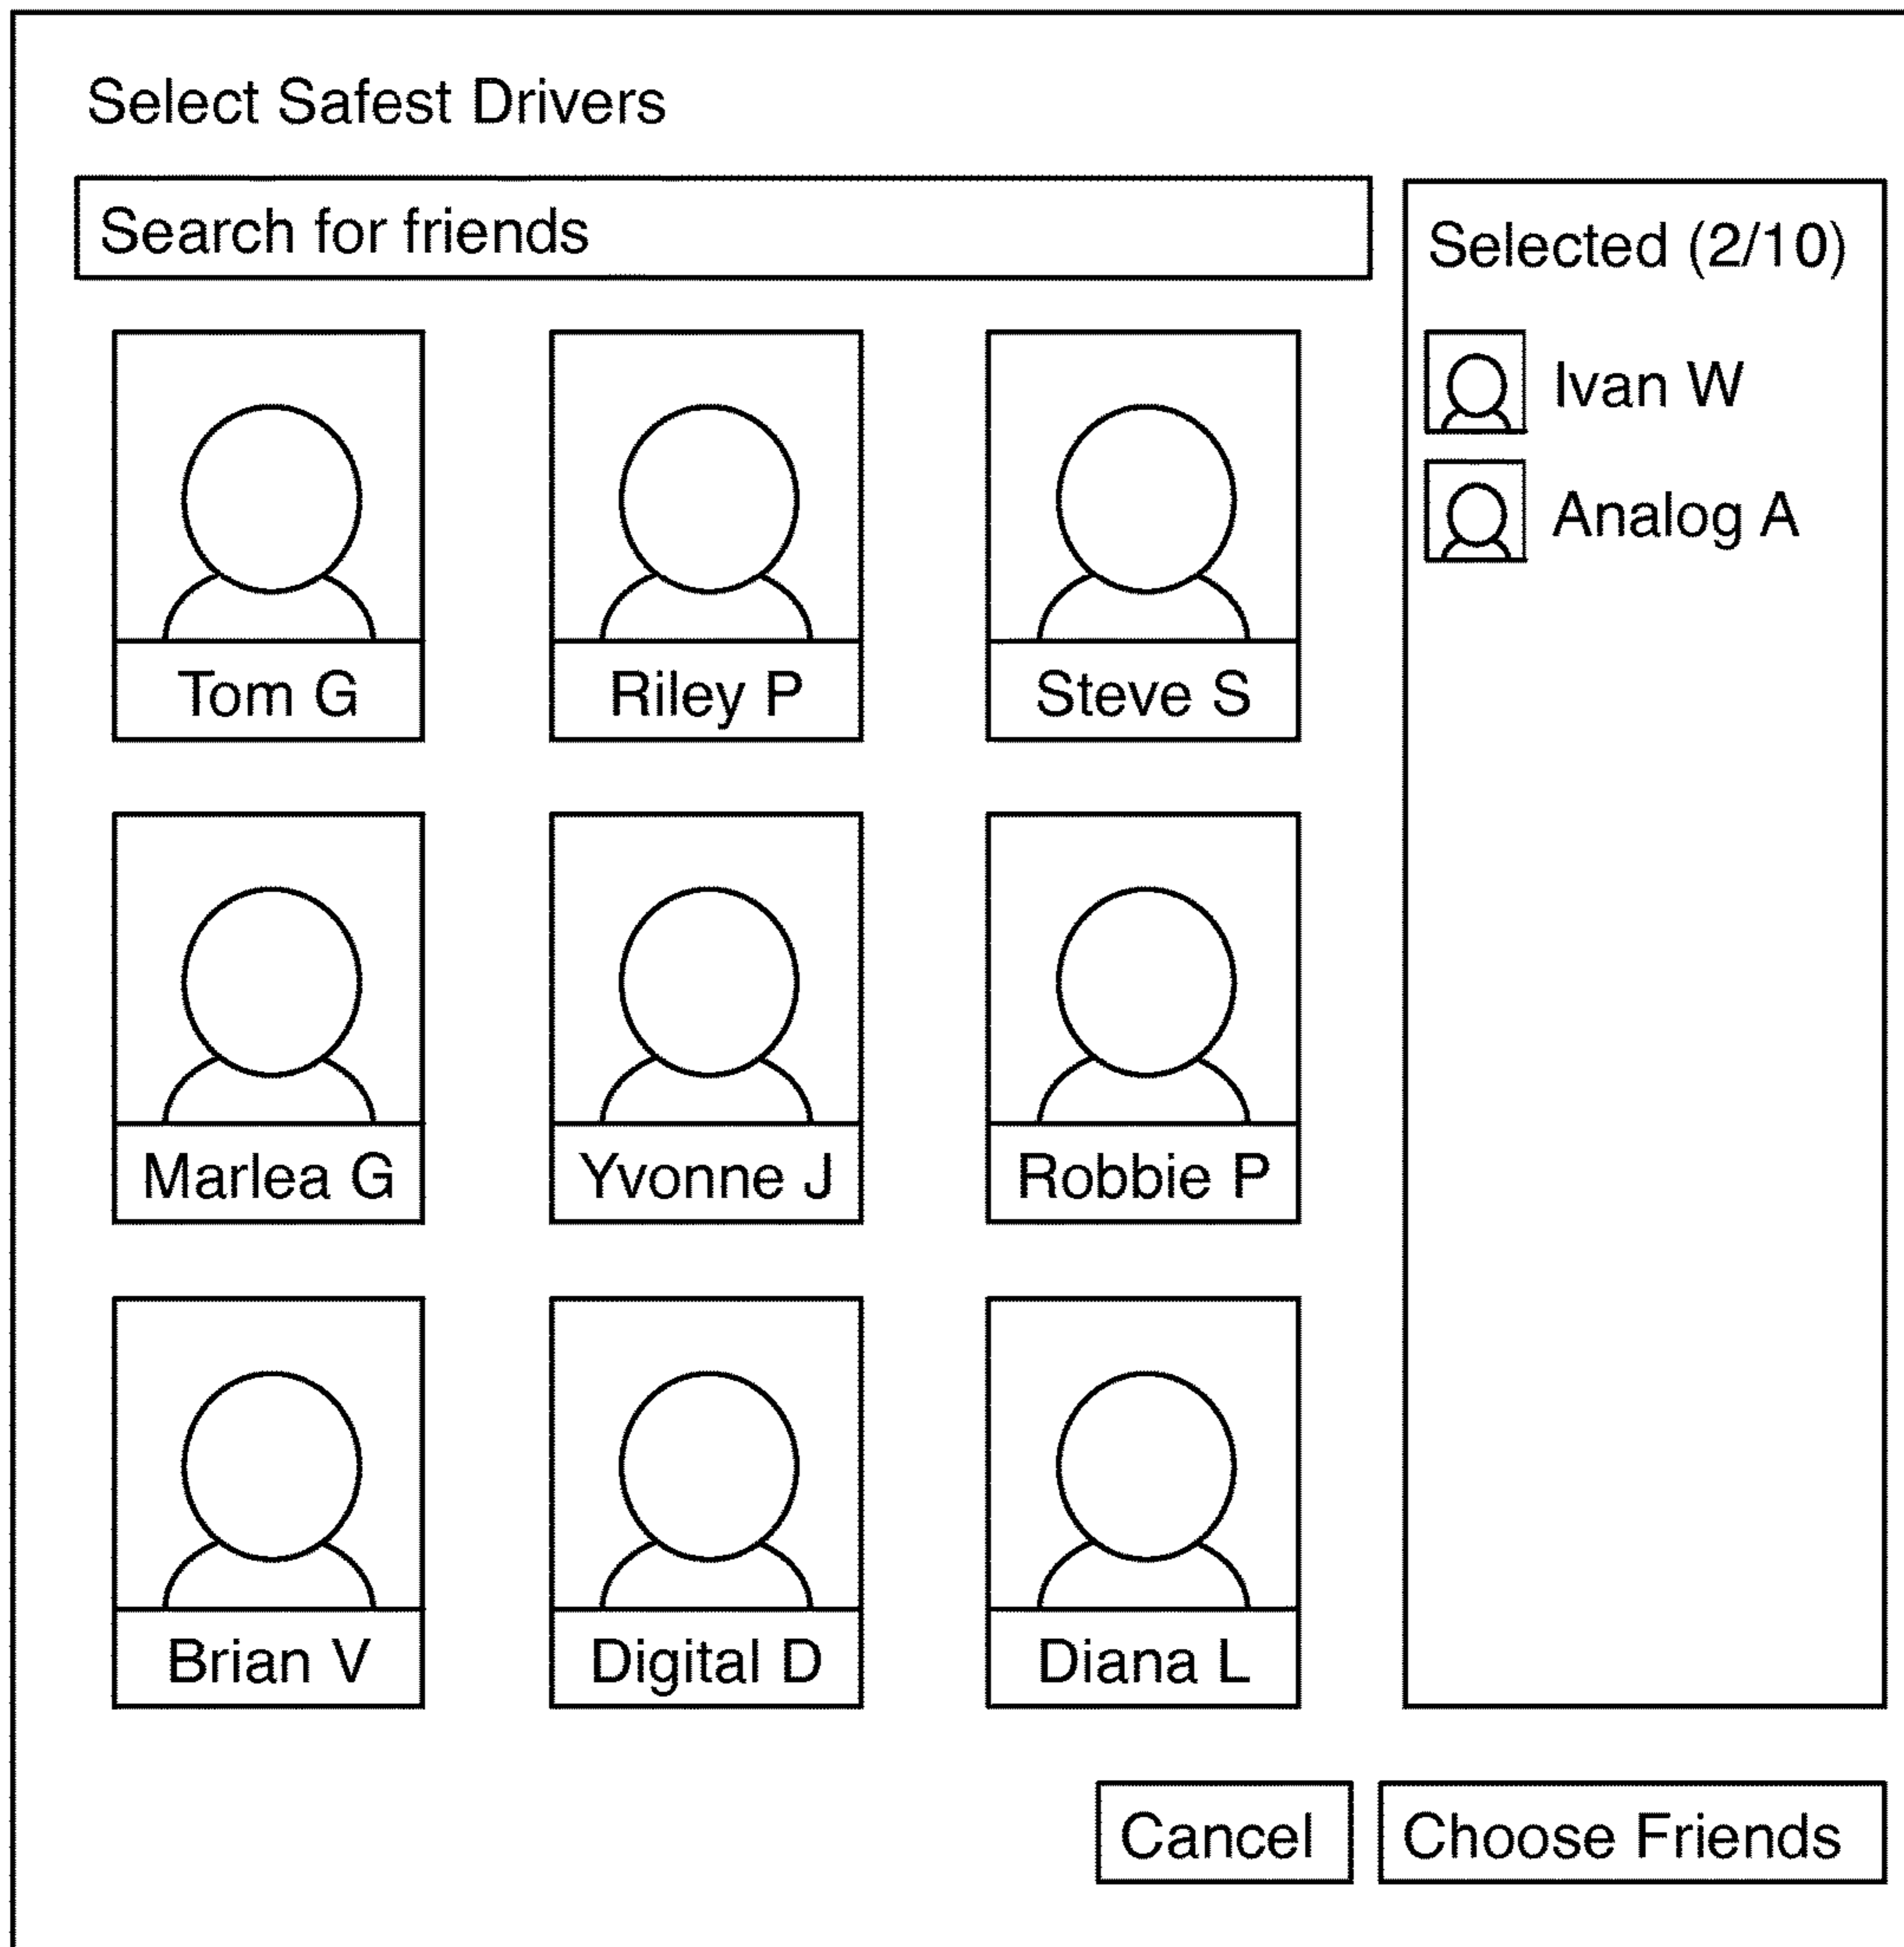 Select Safest Drivers
Search for friends
Selected (2/10)
Ivan W
Analog A
Tom G
Riley P
Steve S
Marlea G
Yvonne J
Robbie P
Brian V
Digital D
Diana L
Cancel
Choose Friends